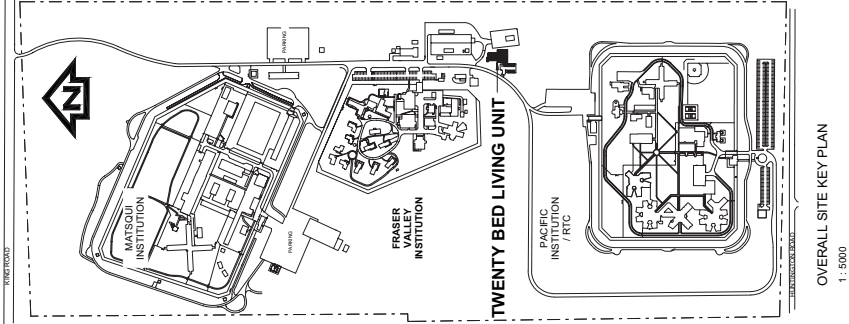 KING ROAD
N
PARKING
MATSQUI
INSTITUTION
PARKING
FRASER
VALLEY
INSTITUTION
TWENTY BED LIVING UNIT
PACIFIC
INSTITUTION
/ RTC
HUNTINGTON ROAD
OVERALL SITE KEY PLAN
1 : 5000